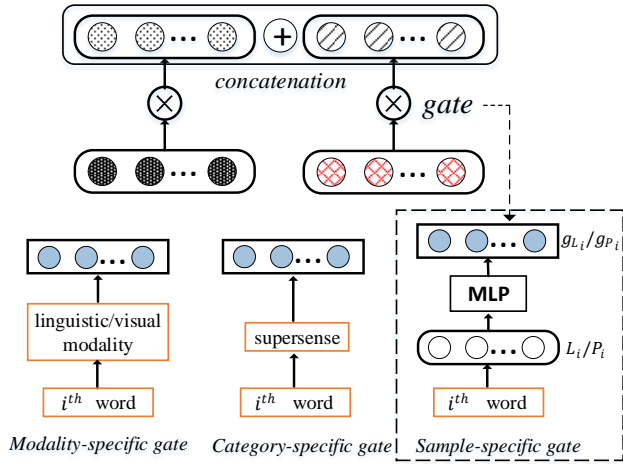 +
concatenation
× × gate
g_{L_i}/g_{P_i}
MLP
linguistic/visual
modality
supersense
L_i/P_i
i^{th} word
i^{th} word
i^{th} word
Modality-specific gate
Category-specific gate
Sample-specific gate